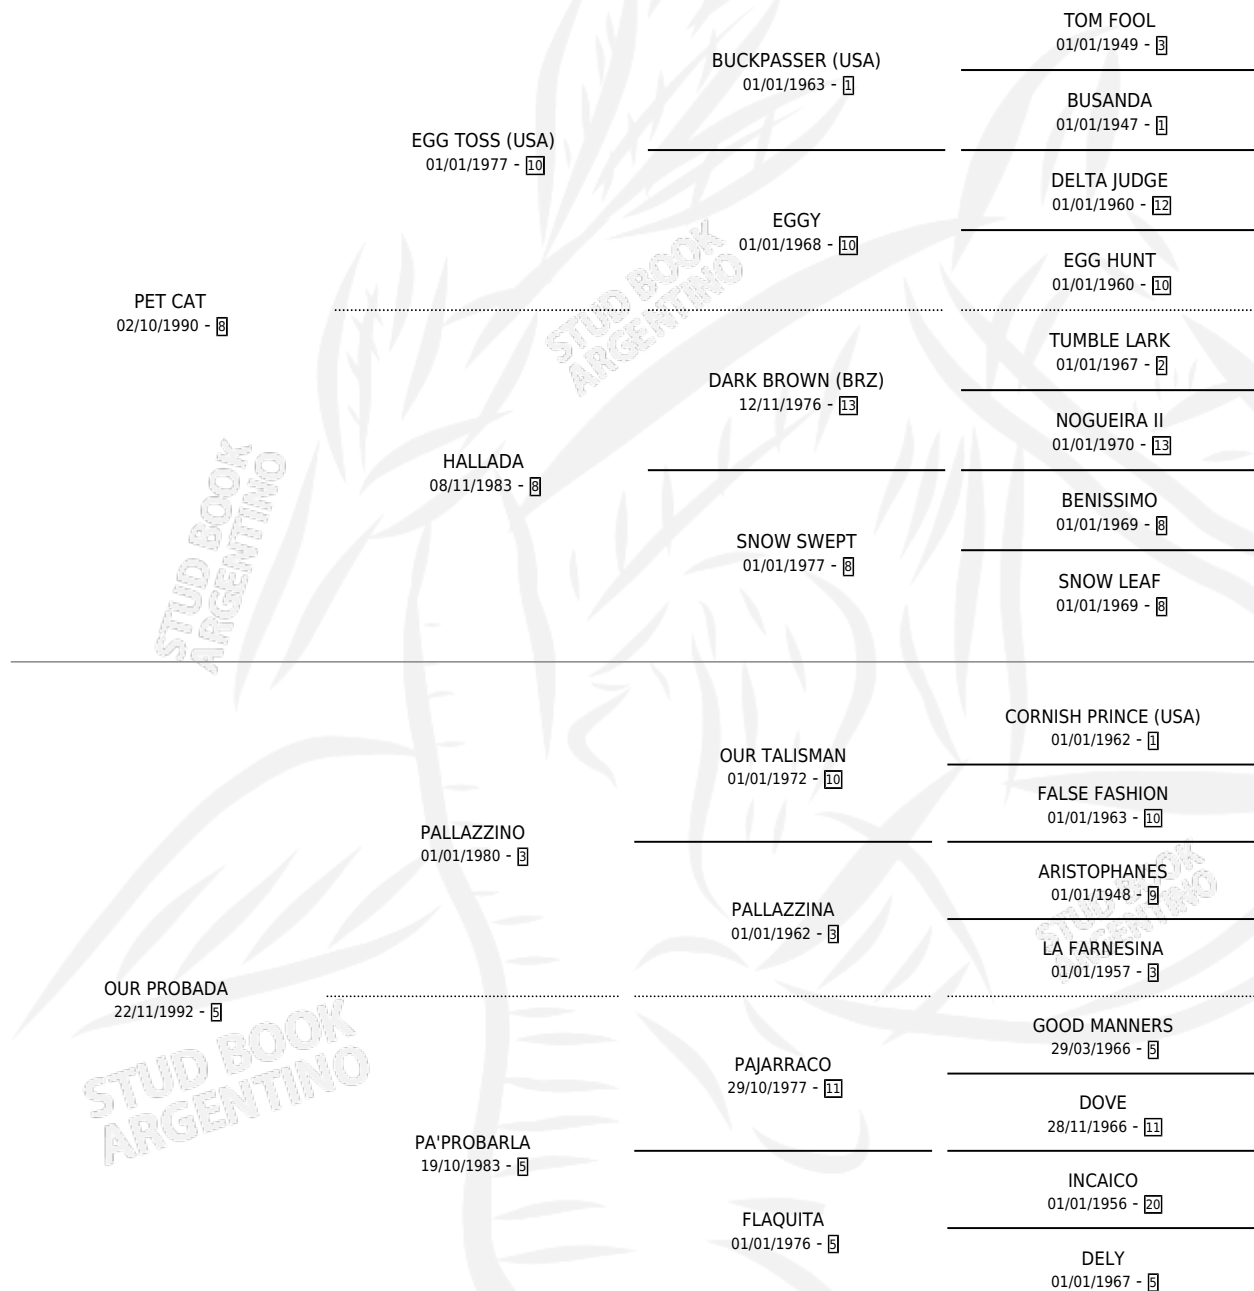 TOM FOOL
01/01/1949 - 3
BUCKPASSER (USA)
01/01/1963 - 1
BUSANDA
01/01/1947 - 1
EGG TOSS (USA)
01/01/1977 - 10
DELTA JUDGE
01/01/1960 - 12
EGGY
01/01/1968 - 10
EGG HUNT
01/01/1960 - 10
PET CAT
02/10/1990 - 8
TUMBLE LARK
01/01/1967 - 2
DARK BROWN (BRZ)
12/11/1976 - 13
NOGUEIRA II
01/01/1970 - 13
HALLADA
08/11/1983 - 8
BENISSIMO
01/01/1969 - 8
SNOW SWEPT
01/01/1977 - 8
SNOW LEAF
01/01/1969 - 8
CORNISH PRINCE (USA)
01/01/1962 - 1
OUR TALISMAN
01/01/1972 - 10
FALSE FASHION
01/01/1963 - 10
PALLAZZINO
01/01/1980 - 3
ARISTOPHANES
01/01/1948 - 9
PALLAZZINA
01/01/1962 - 3
LA FARNESINA
01/01/1957 - 3
OUR PROBADA
22/11/1992 - 5
GOOD MANNERS
29/03/1966 - 5
PAJARRACO
29/10/1977 - 11
DOVE
28/11/1966 - 11
PA'PROBARLA
19/10/1983 - 5
INCAICO
01/01/1956 - 20
FLAQUITA
01/01/1976 - 5
DELY
01/01/1967 - 5
STUD BOOK
ARGENTINO
STUD BOOK
ARGENTINO
STUD BOOK
ARGENTINO
STUD BOOK
ARGENTINO